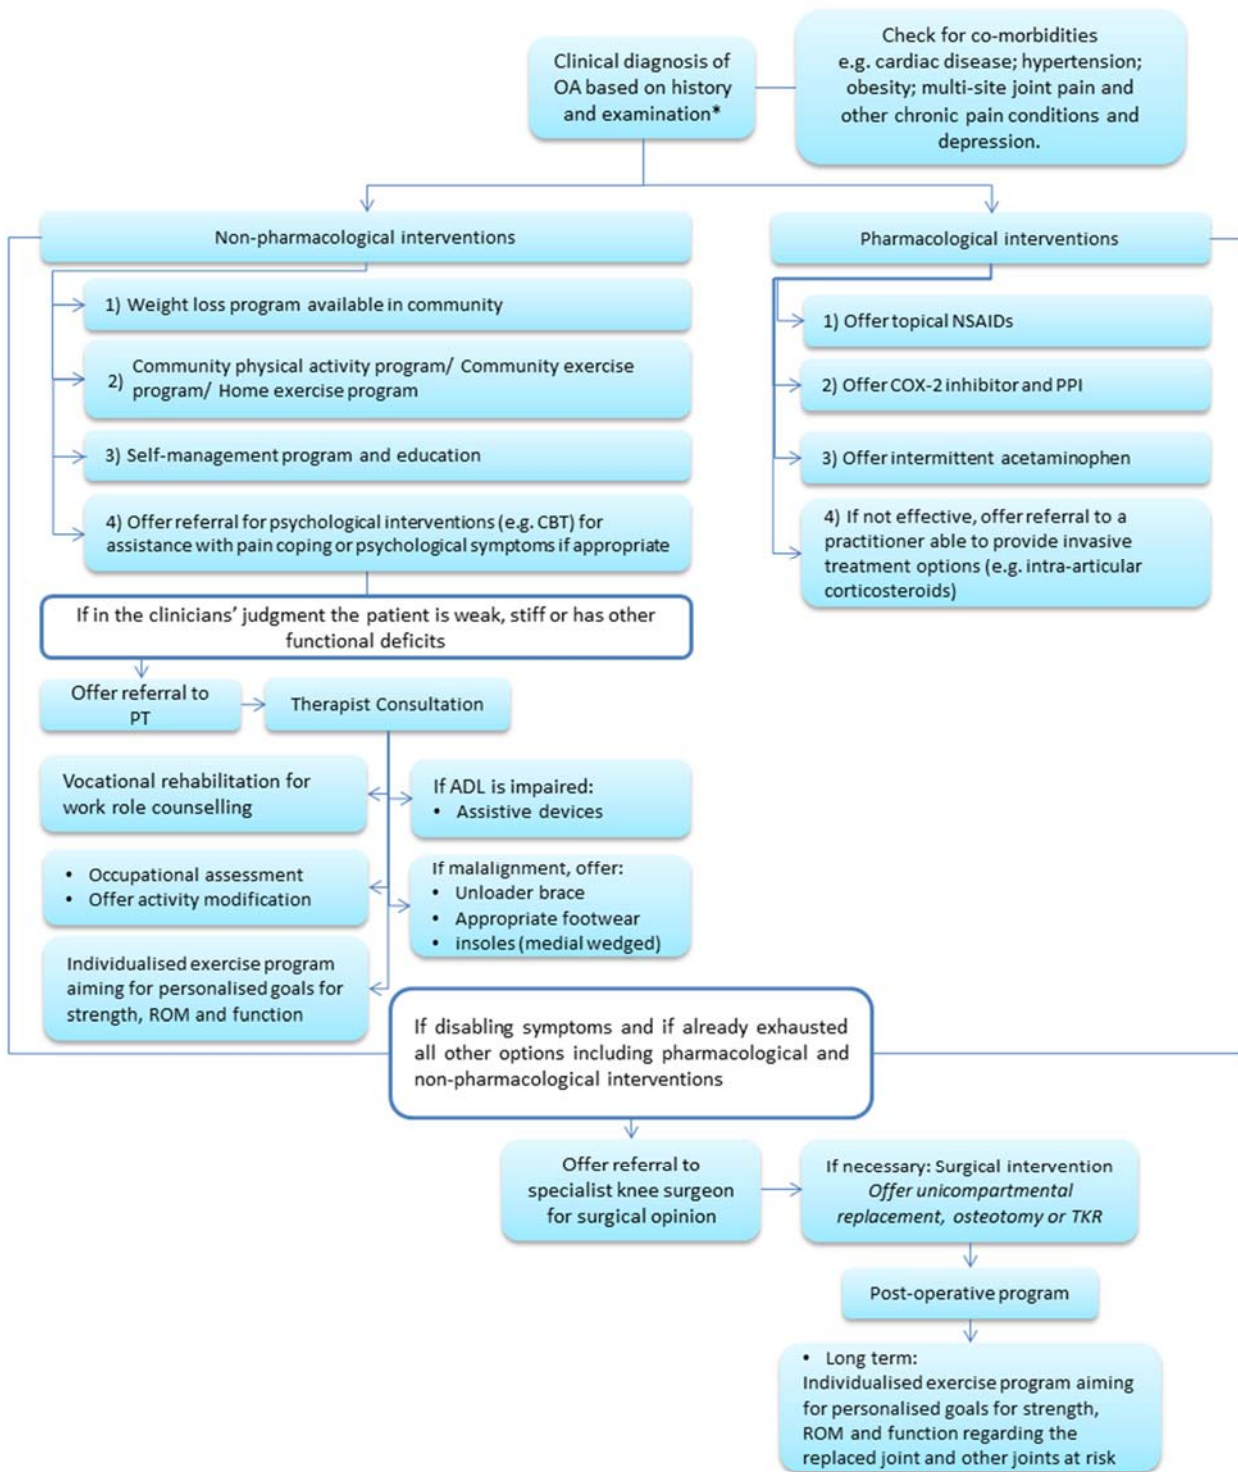 Clinical diagnosis of
OA based on history
and examination*
Check for co-morbidities
e.g. cardiac disease; hypertension;
obesity; multi-site joint pain and
other chronic pain conditions and
depression.
Non-pharmacological interventions
1) Weight loss program available in community
2) Community physical activity program/ Community exercise
program/ Home exercise program
3) Self-management program and education
4) Offer referral for psychological interventions (e.g. CBT) for
assistance with pain coping or psychological symptoms if appropriate
Pharmacological interventions
1) Offer topical NSAIDs
2) Offer COX-2 inhibitor and PPI
3) Offer intermittent acetaminophen
4) If not effective, offer referral to a
practitioner able to provide invasive
treatment options (e.g. intra-articular
corticosteroids)
If in the clinicians’ judgment the patient is weak, stiff or has other
functional deficits
Offer referral to
PT
Therapist Consultation
Vocational rehabilitation for
work role counselling
• Occupational assessment
• Offer activity modification
Individualised exercise program
aiming for personalised goals for
strength, ROM and function
If ADL is impaired:
• Assistive devices
If malalignment, offer:
• Unloader brace
• Appropriate footwear
• insoles (medial wedged)
If disabling symptoms and if already exhausted
all other options including pharmacological and
non-pharmacological interventions
Offer referral to
specialist knee surgeon
for surgical opinion
If necessary: Surgical intervention
Offer unicompartmental
replacement, osteotomy or TKR
Post-operative program
• Long term:
Individualised exercise program aiming
for personalised goals for strength,
ROM and function regarding the
replaced joint and other joints at risk